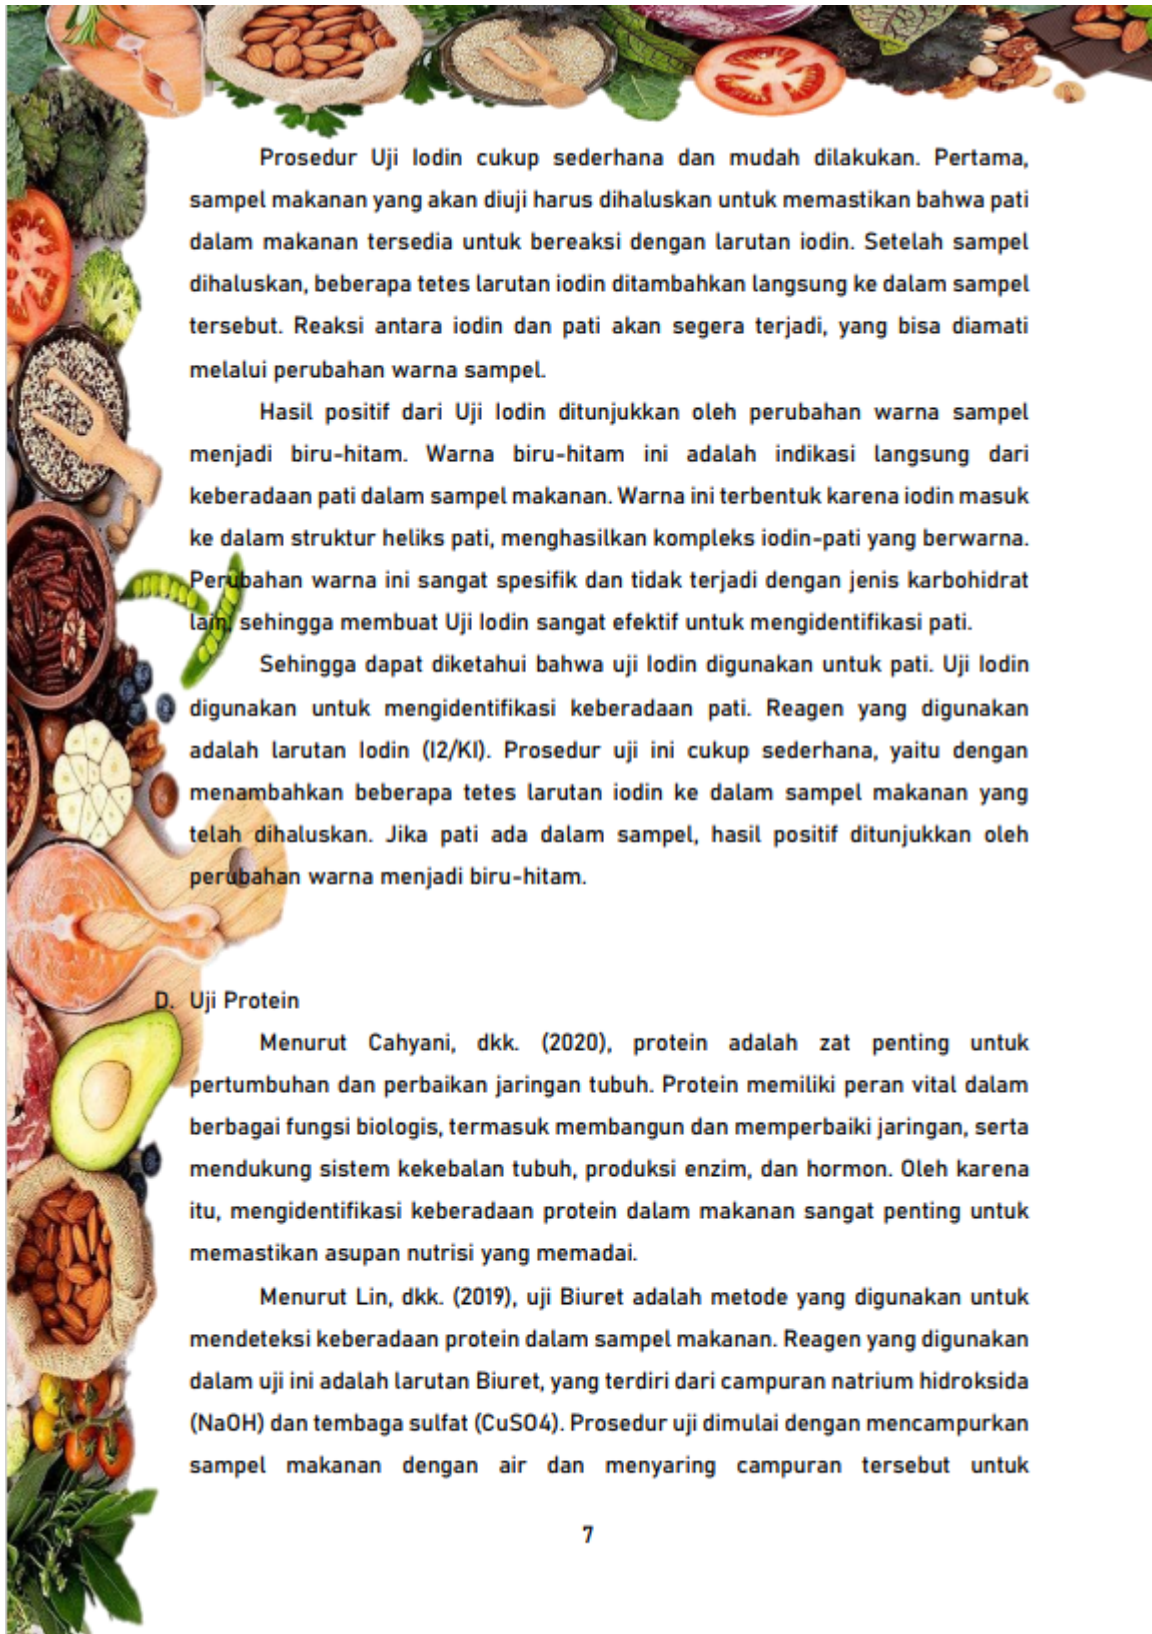 Prosedur Uji Iodin cukup sederhana dan mudah dilakukan. Pertama,
sampel makanan yang akan diuji harus dihaluskan untuk memastikan bahwa pati
dalam makanan tersedia untuk bereaksi dengan larutan iodin. Setelah sampel
dihaluskan, beberapa tetes larutan iodin ditambahkan langsung ke dalam sampel
tersebut. Reaksi antara iodin dan pati akan segera terjadi, yang bisa diamati
melalui perubahan warna sampel.
Hasil positif dari Uji Iodin ditunjukkan oleh perubahan warna sampel
menjadi biru-hitam. Warna biru-hitam ini adalah indikasi langsung dari
keberadaan pati dalam sampel makanan. Warna ini terbentuk karena iodin masuk
ke dalam struktur heliks pati, menghasilkan kompleks iodin-pati yang berwarna.
Perubahan warna ini sangat spesifik dan tidak terjadi dengan jenis karbohidrat
lain, sehingga membuat Uji Iodin sangat efektif untuk mengidentifikasi pati.
Sehingga dapat diketahui bahwa uji Iodin digunakan untuk pati. Uji Iodin
digunakan untuk mengidentifikasi keberadaan pati. Reagen yang digunakan
adalah larutan Iodin (I2/KI). Prosedur uji ini cukup sederhana, yaitu dengan
menambahkan beberapa tetes larutan iodin ke dalam sampel makanan yang
telah dihaluskan. Jika pati ada dalam sampel, hasil positif ditunjukkan oleh
perubahan warna menjadi biru-hitam.
D. Uji Protein
Menurut Cahyani, dkk. (2020), protein adalah zat penting untuk
pertumbuhan dan perbaikan jaringan tubuh. Protein memiliki peran vital dalam
berbagai fungsi biologis, termasuk membangun dan memperbaiki jaringan, serta
mendukung sistem kekebalan tubuh, produksi enzim, dan hormon. Oleh karena
itu, mengidentifikasi keberadaan protein dalam makanan sangat penting untuk
memastikan asupan nutrisi yang memadai.
Menurut Lin, dkk. (2019), uji Biuret adalah metode yang digunakan untuk
mendeteksi keberadaan protein dalam sampel makanan. Reagen yang digunakan
dalam uji ini adalah larutan Biuret, yang terdiri dari campuran natrium hidroksida
(NaOH) dan tembaga sulfat (CuSO4). Prosedur uji dimulai dengan mencampurkan
sampel makanan dengan air dan menyaring campuran tersebut untuk
7